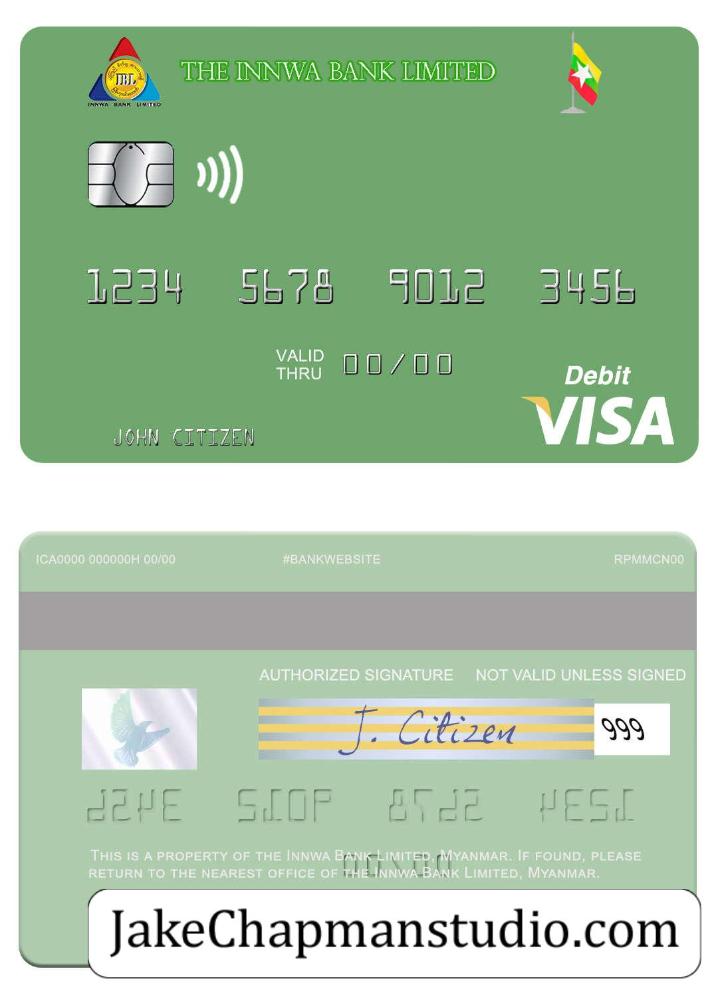 THE INNWA BANK LIMITED
IBL
INNWA BANK LIMITED
1234 5678 9012 3456
VALID
THRU 00/00
Debit
VISA
JOHN CITIZEN
ICA0000 000000H 00/00 #BANKWEBSITE RPMMCN00
AUTHORIZED SIGNATURE NOT VALID UNLESS SIGNED
J. Citizen 999
THIS IS A PROPERTY OF THE INNWA BANK LIMITED, MYANMAR. IF FOUND, PLEASE
RETURN TO THE NEAREST OFFICE OF THE INNWA BANK LIMITED, MYANMAR.
JakeChapmanstudio.com